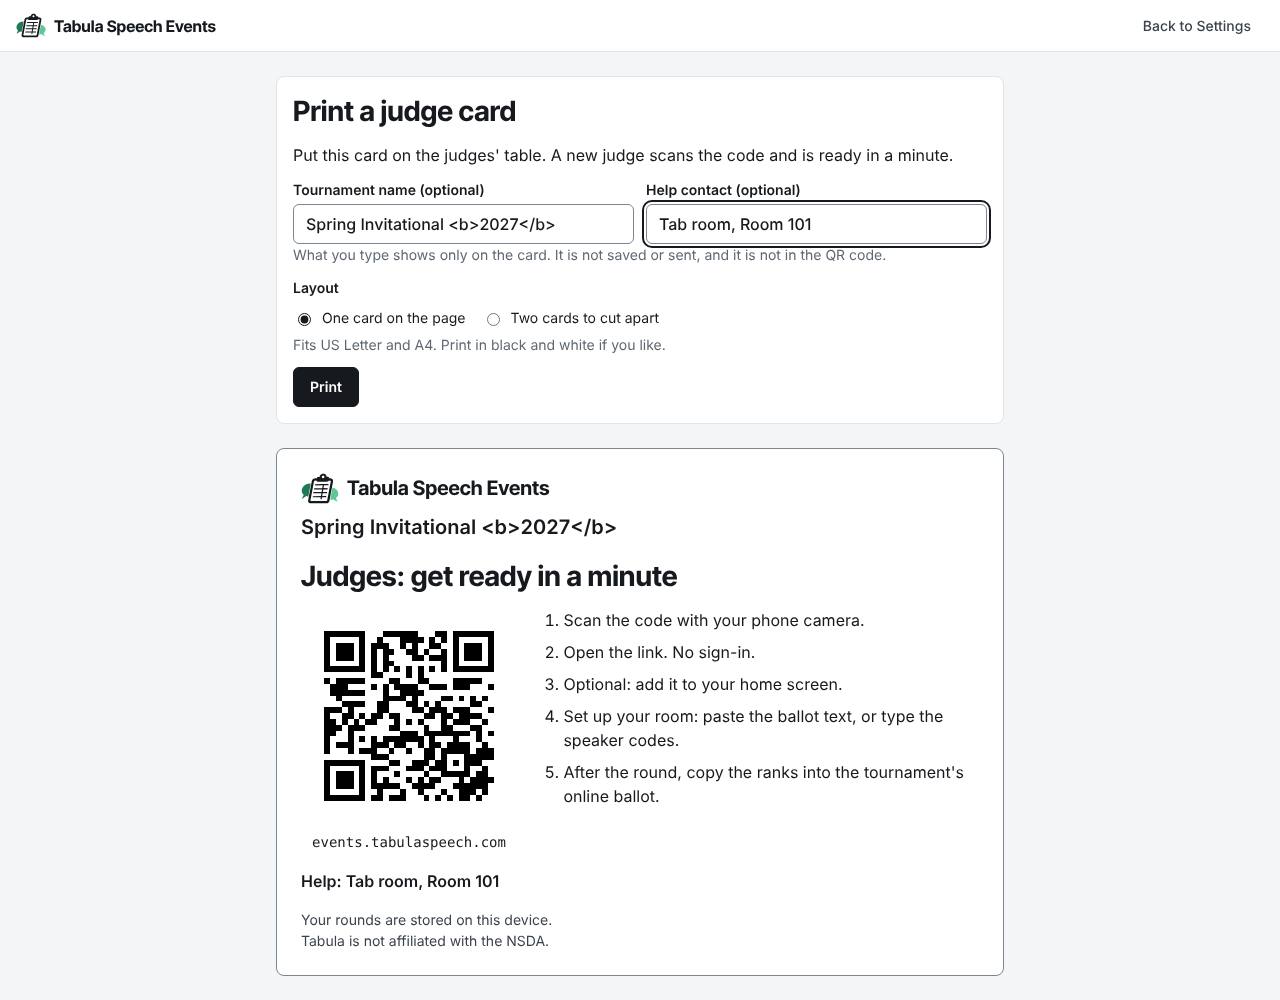 Tabula Speech Events
Back to Settings
Print a judge card
Put this card on the judges' table. A new judge scans the code and is ready in a minute.
Tournament name (optional)
Help contact (optional)
Spring Invitational <b>2027</b>
Tab room, Room 101
What you type shows only on the card. It is not saved or sent, and it is not in the QR code.
Layout
One card on the page
Two cards to cut apart
Fits US Letter and A4. Print in black and white if you like.
Print
Tabula Speech Events
Spring Invitational <b>2027</b>
Judges: get ready in a minute
1. Scan the code with your phone camera.
2. Open the link. No sign-in.
3. Optional: add it to your home screen.
4. Set up your room: paste the ballot text, or type the
speaker codes.
5. After the round, copy the ranks into the tournament's
online ballot.
events.tabulaspeech.com
Help: Tab room, Room 101
Your rounds are stored on this device.
Tabula is not affiliated with the NSDA.